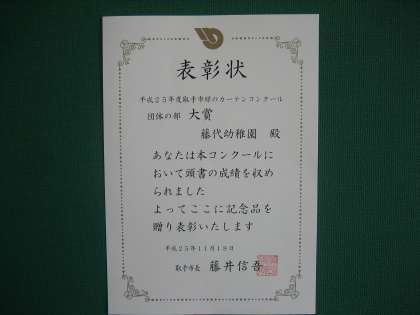 表彰状
平成25年度取手市緑のカーテンコンクール
団体の部 大賞
藤代幼稚園 殿
あなたは本コンクールに
おいて頭書の成績を収め
られました
よってここに記念品を
贈り表彰いたします
平成25年11月19日
取手市長 藤井信吾